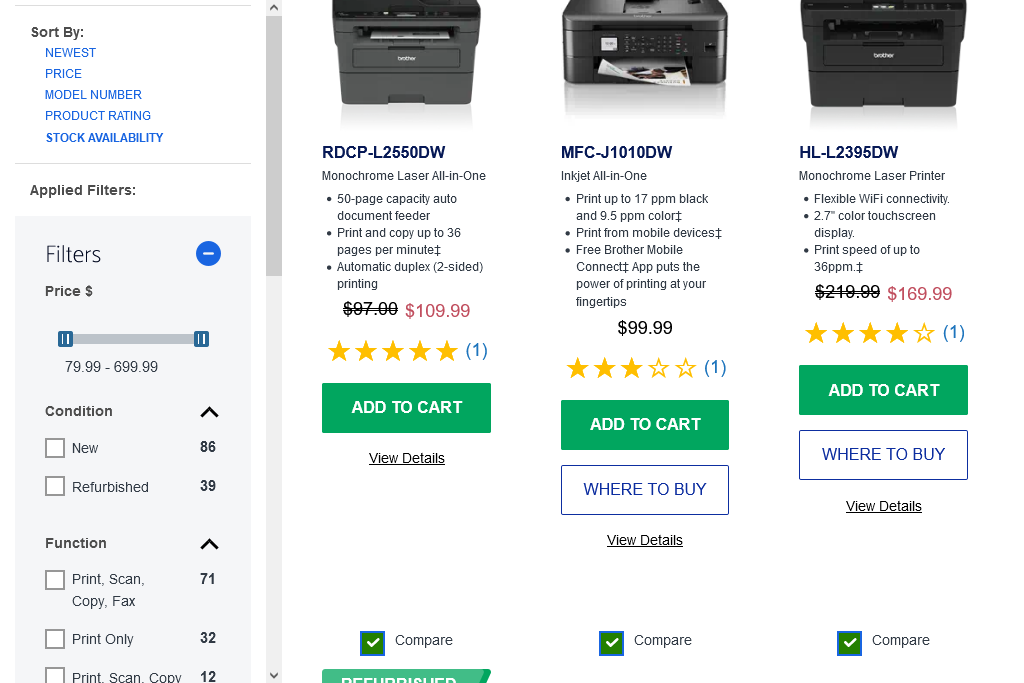 Sort By:
NEWEST
PRICE
MODEL NUMBER
PRODUCT RATING
STOCK AVAILABILITY
Applied Filters:
Filters
Price $
79.99 - 699.99
Condition
New 86
Refurbished 39
Function
Print, Scan, 71
Copy, Fax
Print Only 32
Print, Scan, Copy 12
brother
RDCP-L2550DW
Monochrome Laser All-in-One
• 50-page capacity auto
document feeder
• Print and copy up to 36
pages per minute‡
• Automatic duplex (2-sided)
printing
$97.00 $109.99
(1)
ADD TO CART
View Details
Compare
REFURBISHED
brother
MFC-J1010DW
Inkjet All-in-One
• Print up to 17 ppm black
and 9.5 ppm color‡
• Print from mobile devices‡
• Free Brother Mobile
Connect‡ App puts the
power of printing at your
fingertips
$99.99
(1)
ADD TO CART
WHERE TO BUY
View Details
Compare
brother
HL-L2395DW
Monochrome Laser Printer
• Flexible WiFi connectivity.
• 2.7" color touchscreen
display.
• Print speed of up to
36ppm.‡
$219.99 $169.99
(1)
ADD TO CART
WHERE TO BUY
View Details
Compare